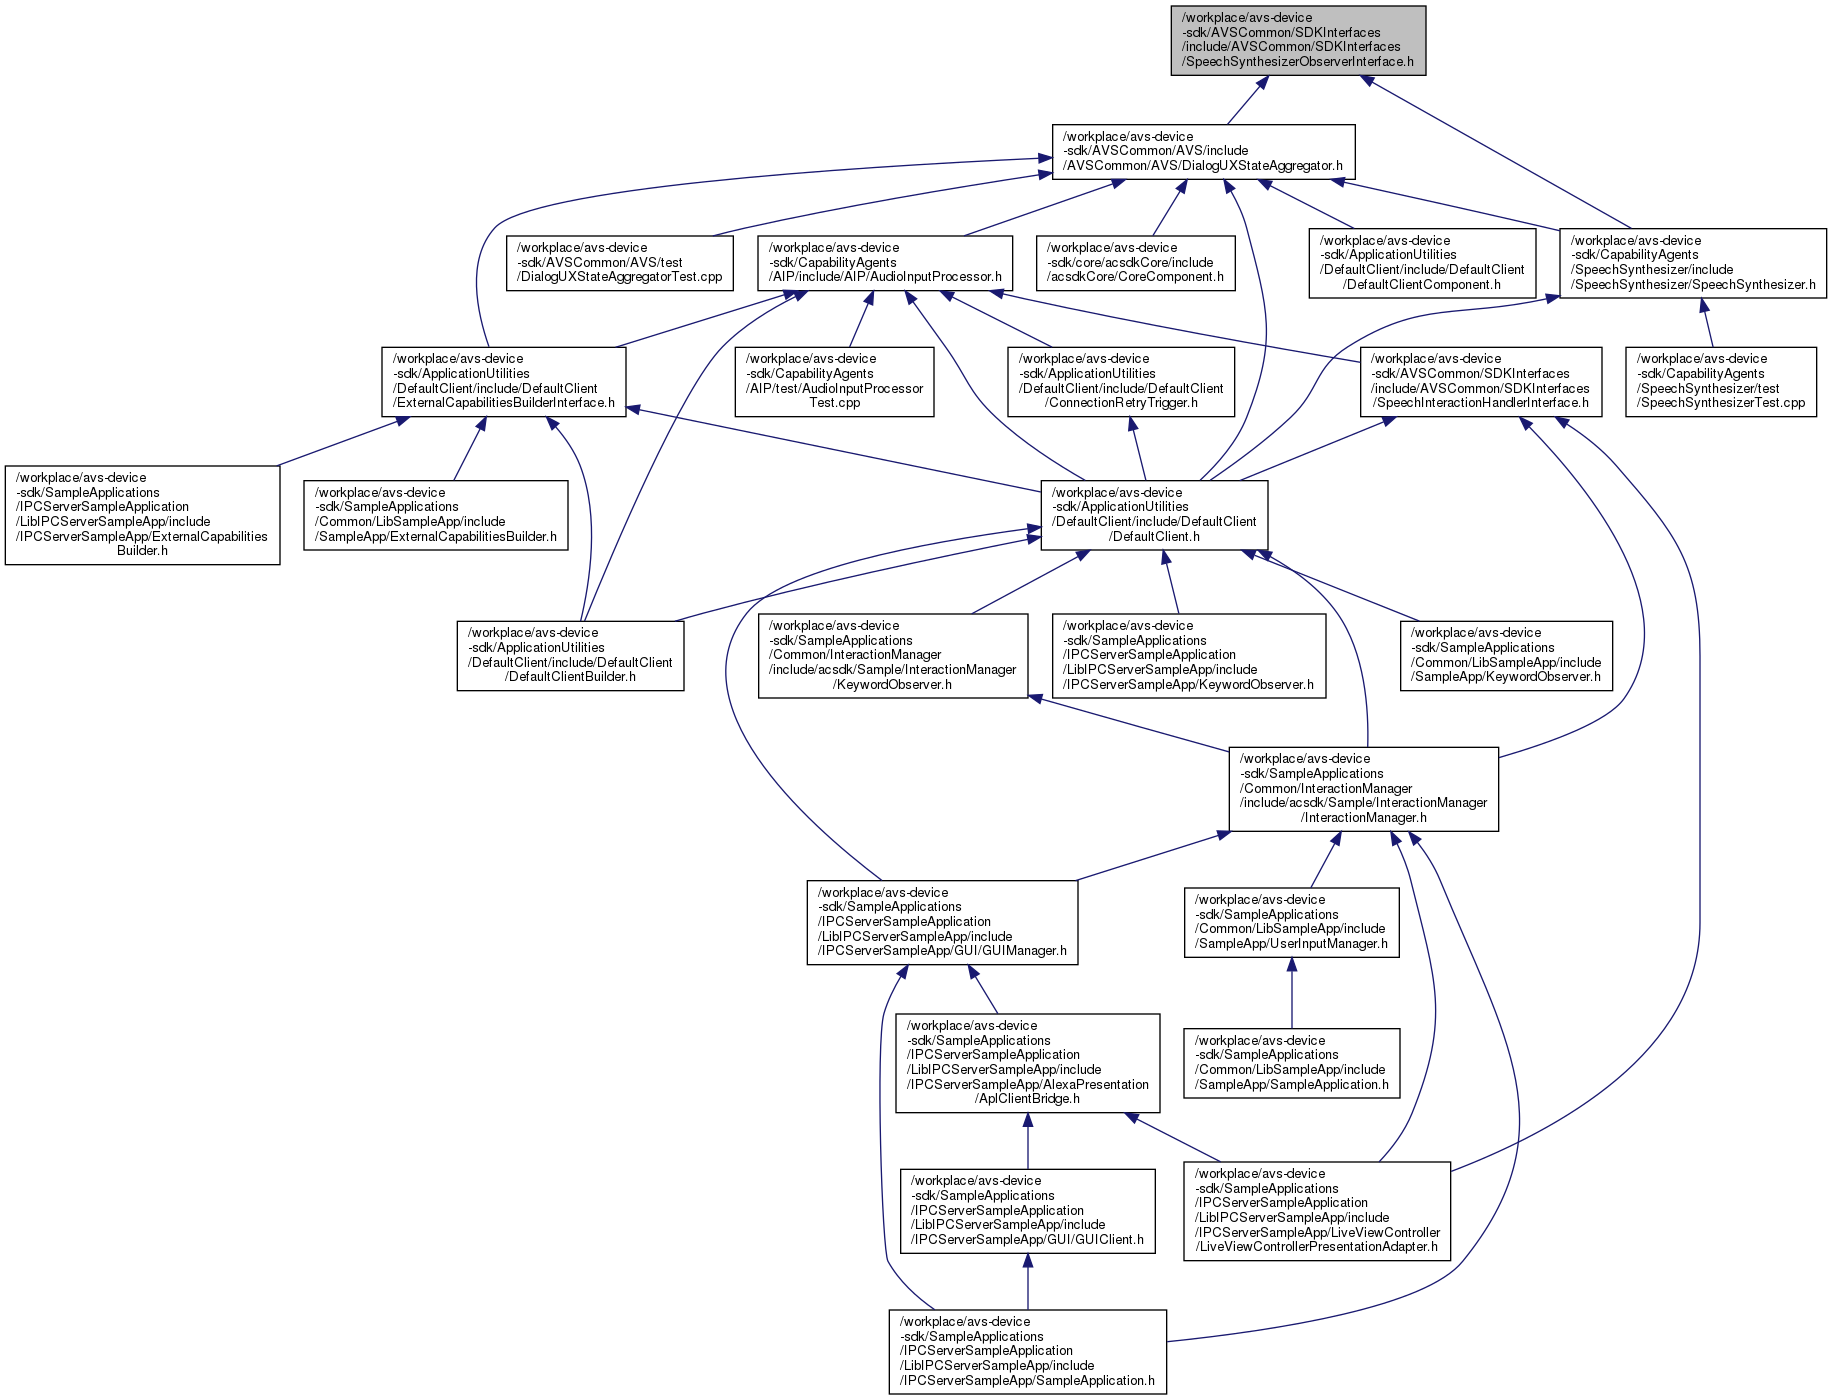 /workplace/avs-device
-sdk/AVSCommon/SDKInterfaces
/include/AVSCommon/SDKInterfaces
/SpeechSynthesizerObserverInterface.h
/workplace/avs-device
-sdk/AVSCommon/AVS/include
/AVSCommon/AVS/DialogUXStateAggregator.h
/workplace/avs-device
-sdk/AVSCommon/AVS/test
/DialogUXStateAggregatorTest.cpp
/workplace/avs-device
-sdk/CapabilityAgents
/AIP/include/AIP/AudioInputProcessor.h
/workplace/avs-device
-sdk/core/acsdkCore/include
/acsdkCore/CoreComponent.h
/workplace/avs-device
-sdk/ApplicationUtilities
/DefaultClient/include/DefaultClient
/DefaultClientComponent.h
/workplace/avs-device
-sdk/CapabilityAgents
/SpeechSynthesizer/include
/SpeechSynthesizer/SpeechSynthesizer.h
/workplace/avs-device
-sdk/ApplicationUtilities
/DefaultClient/include/DefaultClient
/ExternalCapabilitiesBuilderInterface.h
/workplace/avs-device
-sdk/CapabilityAgents
/AIP/test/AudioInputProcessor
Test.cpp
/workplace/avs-device
-sdk/ApplicationUtilities
/DefaultClient/include/DefaultClient
/ConnectionRetryTrigger.h
/workplace/avs-device
-sdk/AVSCommon/SDKInterfaces
/include/AVSCommon/SDKInterfaces
/SpeechInteractionHandlerInterface.h
/workplace/avs-device
-sdk/CapabilityAgents
/SpeechSynthesizer/test
/SpeechSynthesizerTest.cpp
/workplace/avs-device
-sdk/SampleApplications
/IPCServerSampleApplication
/LibIPCServerSampleApp/include
/IPCServerSampleApp/ExternalCapabilities
Builder.h
/workplace/avs-device
-sdk/SampleApplications
/Common/LibSampleApp/include
/SampleApp/ExternalCapabilitiesBuilder.h
/workplace/avs-device
-sdk/ApplicationUtilities
/DefaultClient/include/DefaultClient
/DefaultClient.h
/workplace/avs-device
-sdk/ApplicationUtilities
/DefaultClient/include/DefaultClient
/DefaultClientBuilder.h
/workplace/avs-device
-sdk/SampleApplications
/Common/InteractionManager
/include/acsdk/Sample/InteractionManager
/KeywordObserver.h
/workplace/avs-device
-sdk/SampleApplications
/IPCServerSampleApplication
/LibIPCServerSampleApp/include
/IPCServerSampleApp/KeywordObserver.h
/workplace/avs-device
-sdk/SampleApplications
/Common/LibSampleApp/include
/SampleApp/KeywordObserver.h
/workplace/avs-device
-sdk/SampleApplications
/Common/InteractionManager
/include/acsdk/Sample/InteractionManager
/InteractionManager.h
/workplace/avs-device
-sdk/SampleApplications
/IPCServerSampleApplication
/LibIPCServerSampleApp/include
/IPCServerSampleApp/GUI/GUIManager.h
/workplace/avs-device
-sdk/SampleApplications
/Common/LibSampleApp/include
/SampleApp/UserInputManager.h
/workplace/avs-device
-sdk/SampleApplications
/IPCServerSampleApplication
/LibIPCServerSampleApp/include
/IPCServerSampleApp/AlexaPresentation
/AplClientBridge.h
/workplace/avs-device
-sdk/SampleApplications
/Common/LibSampleApp/include
/SampleApp/SampleApplication.h
/workplace/avs-device
-sdk/SampleApplications
/IPCServerSampleApplication
/LibIPCServerSampleApp/include
/IPCServerSampleApp/GUI/GUIClient.h
/workplace/avs-device
-sdk/SampleApplications
/IPCServerSampleApplication
/LibIPCServerSampleApp/include
/IPCServerSampleApp/LiveViewController
/LiveViewControllerPresentationAdapter.h
/workplace/avs-device
-sdk/SampleApplications
/IPCServerSampleApplication
/LibIPCServerSampleApp/include
/IPCServerSampleApp/SampleApplication.h